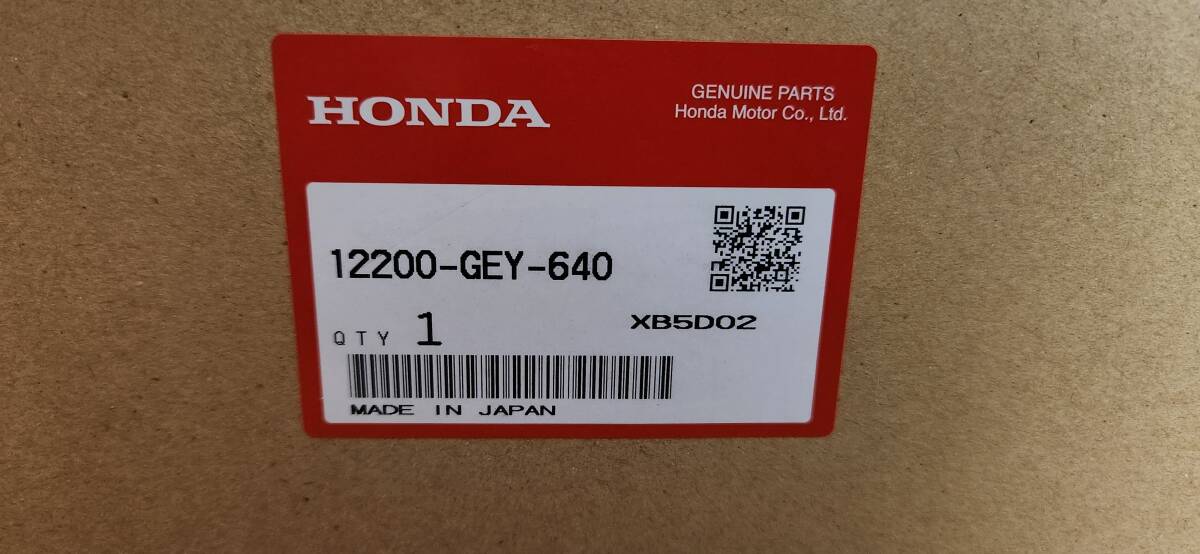 HONDA
GENUINE PARTS
Honda Motor Co., Ltd.
12200-GEY-640
QTY 1
XB5D02
MADE IN JAPAN